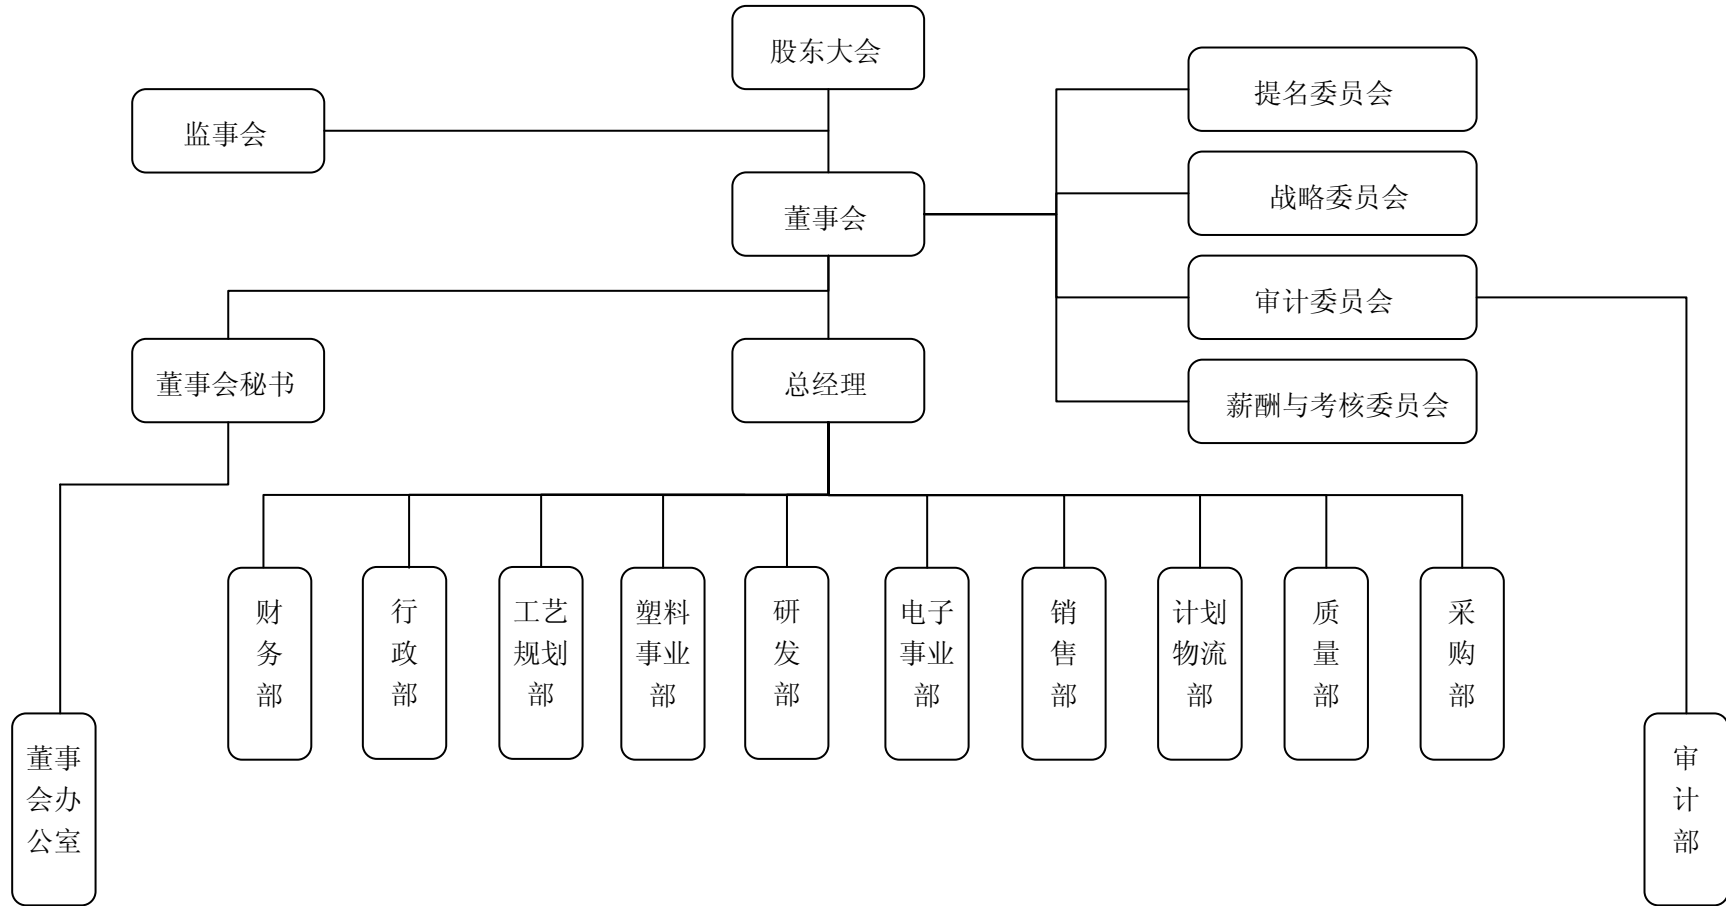 股东大会
提名委员会
监事会
战略委员会
董事会
审计委员会
董事会秘书
总经理
薪酬与考核委员会
财
务
部
行
政
部
工艺
规划
部
塑料
事业
部
研
发
部
电子
事业
部
销
售
部
计划
物流
部
质
量
部
采
购
部
董事
会办
公室
审
计
部